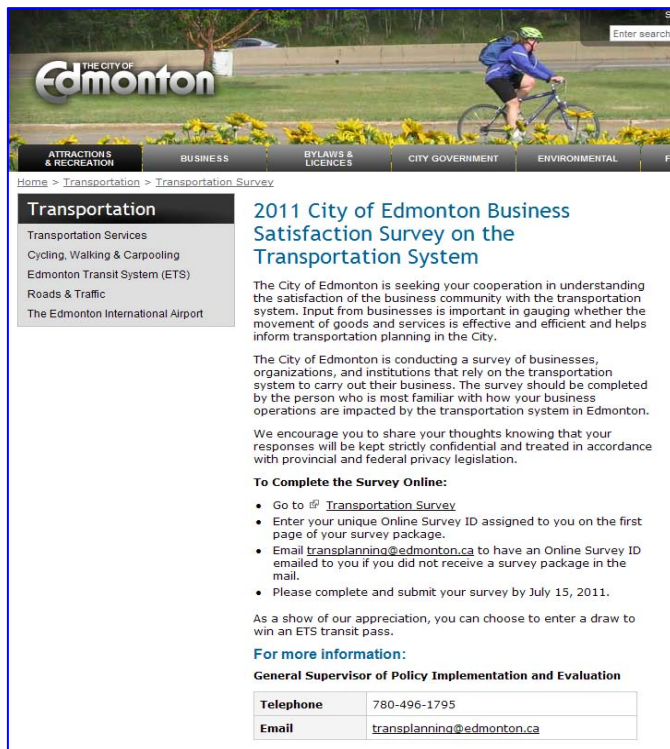 S
Enter search
THE CITY OF
Edmonton
ATTRACTIONS
& RECREATION
BUSINESS
BYLAWS &
LICENCES
CITY GOVERNMENT
ENVIRONMENTAL
F
Home > Transportation > Transportation Survey
Transportation
Transportation Services
Cycling, Walking & Carpooling
Edmonton Transit System (ETS)
Roads & Traffic
The Edmonton International Airport
2011 City of Edmonton Business
Satisfaction Survey on the
Transportation System
The City of Edmonton is seeking your cooperation in understanding
the satisfaction of the business community with the transportation
system. Input from businesses is important in gauging whether the
movement of goods and services is effective and efficient and helps
inform transportation planning in the City.
The City of Edmonton is conducting a survey of businesses,
organizations, and institutions that rely on the transportation
system to carry out their business. The survey should be completed
by the person who is most familiar with how your business
operations are impacted by the transportation system in Edmonton.
We encourage you to share your thoughts knowing that your
responses will be kept strictly confidential and treated in accordance
with provincial and federal privacy legislation.
To Complete the Survey Online:
• Go to Transportation Survey
• Enter your unique Online Survey ID assigned to you on the first
page of your survey package.
• Email transplanning@edmonton.ca to have an Online Survey ID
emailed to you if you did not receive a survey package in the
mail.
• Please complete and submit your survey by July 15, 2011.
As a show of our appreciation, you can choose to enter a draw to
win an ETS transit pass.
For more information:
General Supervisor of Policy Implementation and Evaluation
Telephone 780-496-1795
Email transplanning@edmonton.ca